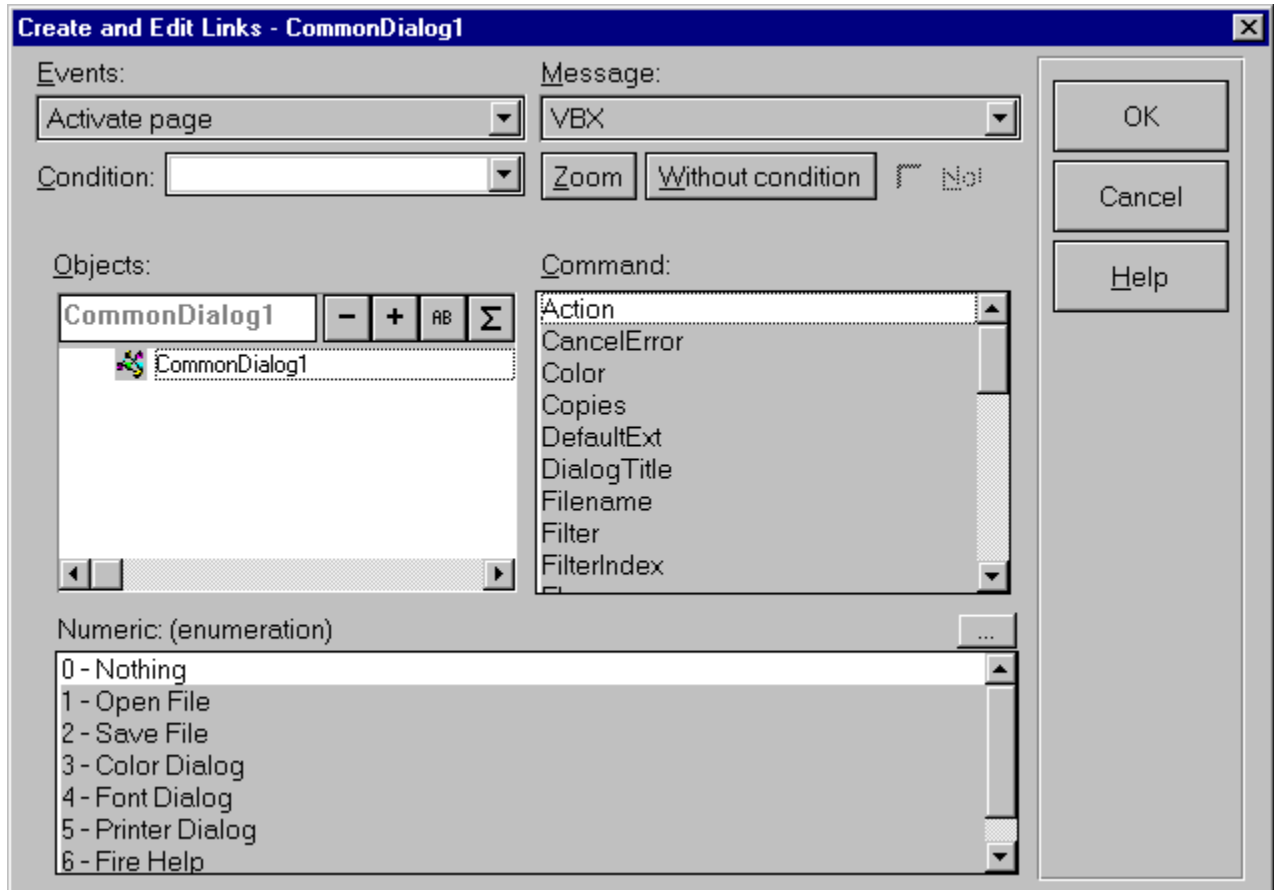 Create and Edit Links - CommonDialog1
Events:
Message:
Activate page
VBX
Condition:
Zoom
Without condition
No!
OK
Cancel
Help
Objects:
Command:
CommonDialog1
- + AB Σ
CommonDialog1
Action
CancelError
Color
Copies
DefaultExt
DialogTitle
Filename
Filter
FilterIndex
Numeric: (enumeration)
...
0 - Nothing
1 - Open File
2 - Save File
3 - Color Dialog
4 - Font Dialog
5 - Printer Dialog
6 - Fire Help